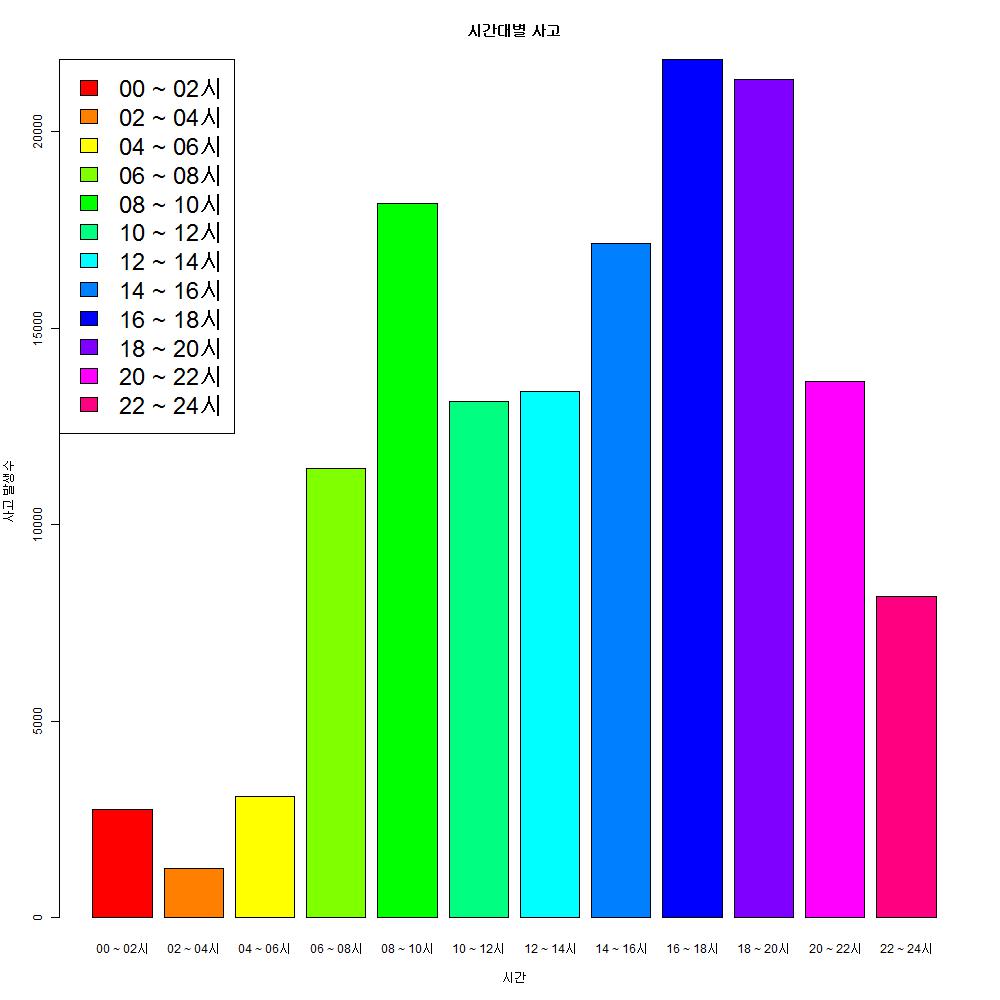 시간대별 사고
00 ~ 02시
02 ~ 04시
04 ~ 06시
06 ~ 08시
08 ~ 10시
10 ~ 12시
12 ~ 14시
14 ~ 16시
16 ~ 18시
18 ~ 20시
20 ~ 22시
22 ~ 24시
20000
15000
10000
5000
0
사고 발생수
00 ~ 02시 02 ~ 04시 04 ~ 06시 06 ~ 08시 08 ~ 10시 10 ~ 12시 12 ~ 14시 14 ~ 16시 16 ~ 18시 18 ~ 20시 20 ~ 22시 22 ~ 24시
시간